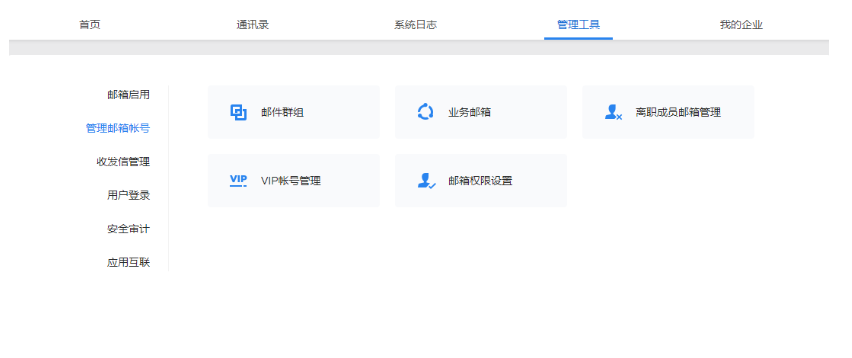 首页 通讯录 系统日志 管理工具 我的企业
邮箱启用
管理邮箱帐号
收发信管理
用户登录
安全审计
应用互联
邮件群组 业务邮箱 离职成员邮箱管理
VIP VIP帐号管理 邮箱权限设置